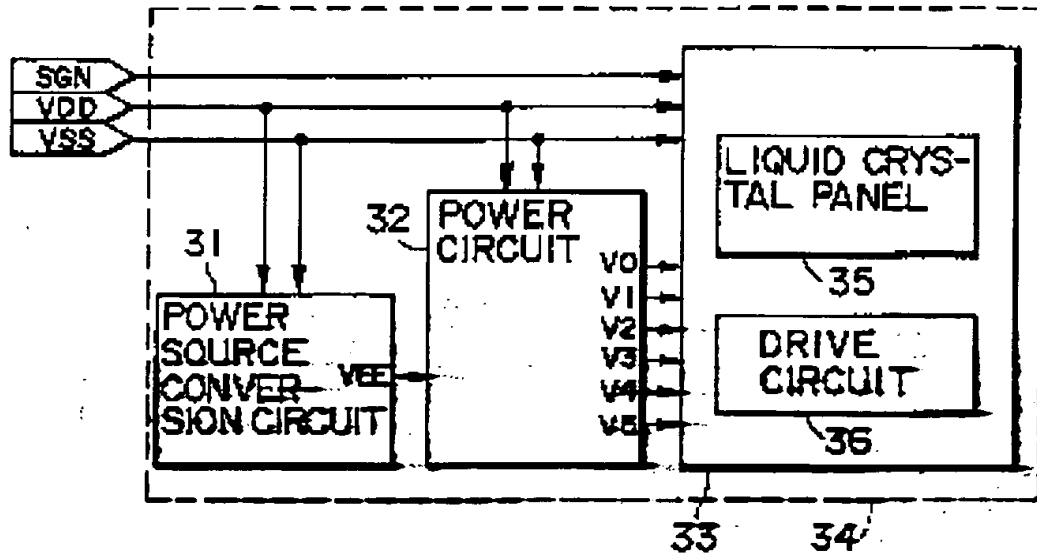 SGN
VDD
VSS
31
POWER
SOURCE
CONVER-
SION CIRCUIT
VEE
32
POWER
CIRCUIT
V0
V1
V2
V3
V4
V5
LIQUID CRYS-
TAL PANEL
35
DRIVE
CIRCUIT
36
33
34